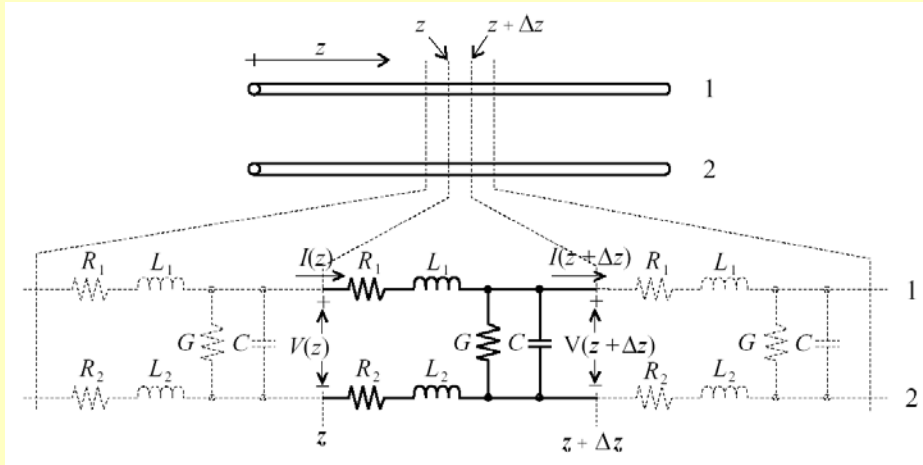 z z z + Δz
1
2
I(z) I(z + Δz)
R₁ L₁ R₁ L₁ R₁ L₁ 1
G C V(z) G C V(z + Δz) G C
R₂ L₂ R₂ L₂ R₂ L₂ 2
z z + Δz